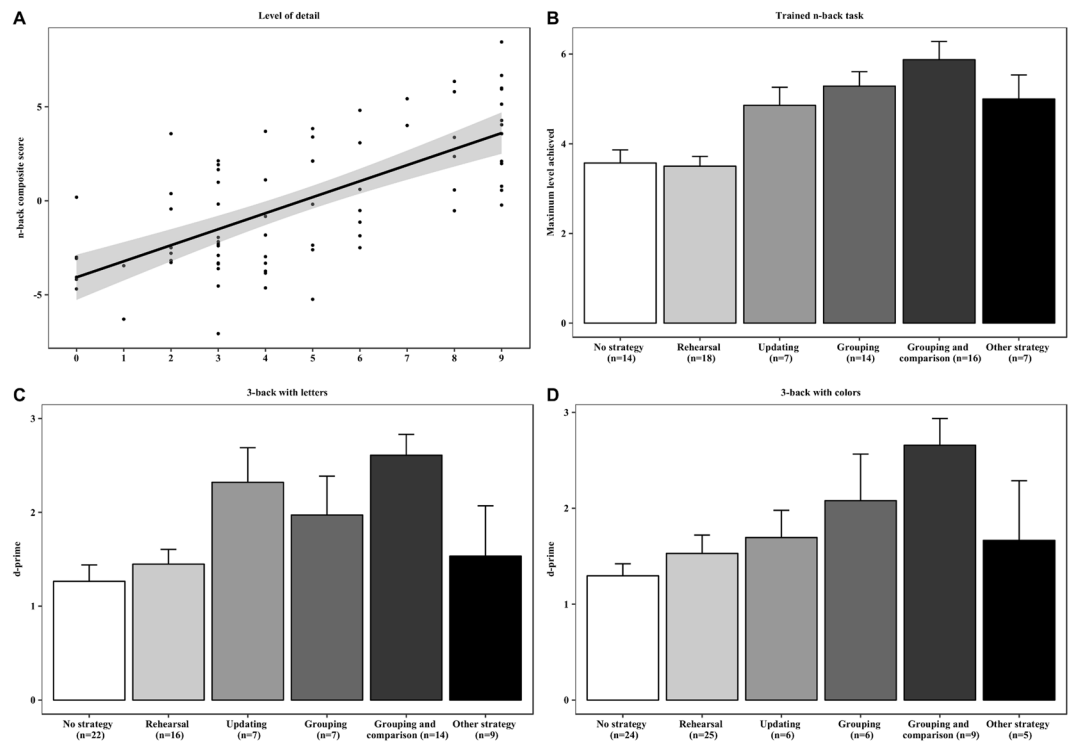 A
Level of detail
n-back composite score
5
0
-5
0 1 2 3 4 5 6 7 8 9
B
Trained n-back task
Maximum level achieved
6
4
2
0
No strategy Rehearsal Updating Grouping Grouping and Other strategy
(n=14) (n=18) (n=7) (n=14) comparison (n=16) (n=7)
C
3-back with letters
d-prime
3
2
1
0
No strategy Rehearsal Updating Grouping Grouping and Other strategy
(n=22) (n=16) (n=7) (n=7) comparison (n=14) (n=9)
D
3-back with colors
d-prime
3
2
1
0
No strategy Rehearsal Updating Grouping Grouping and Other strategy
(n=24) (n=25) (n=6) (n=6) comparison (n=9) (n=5)